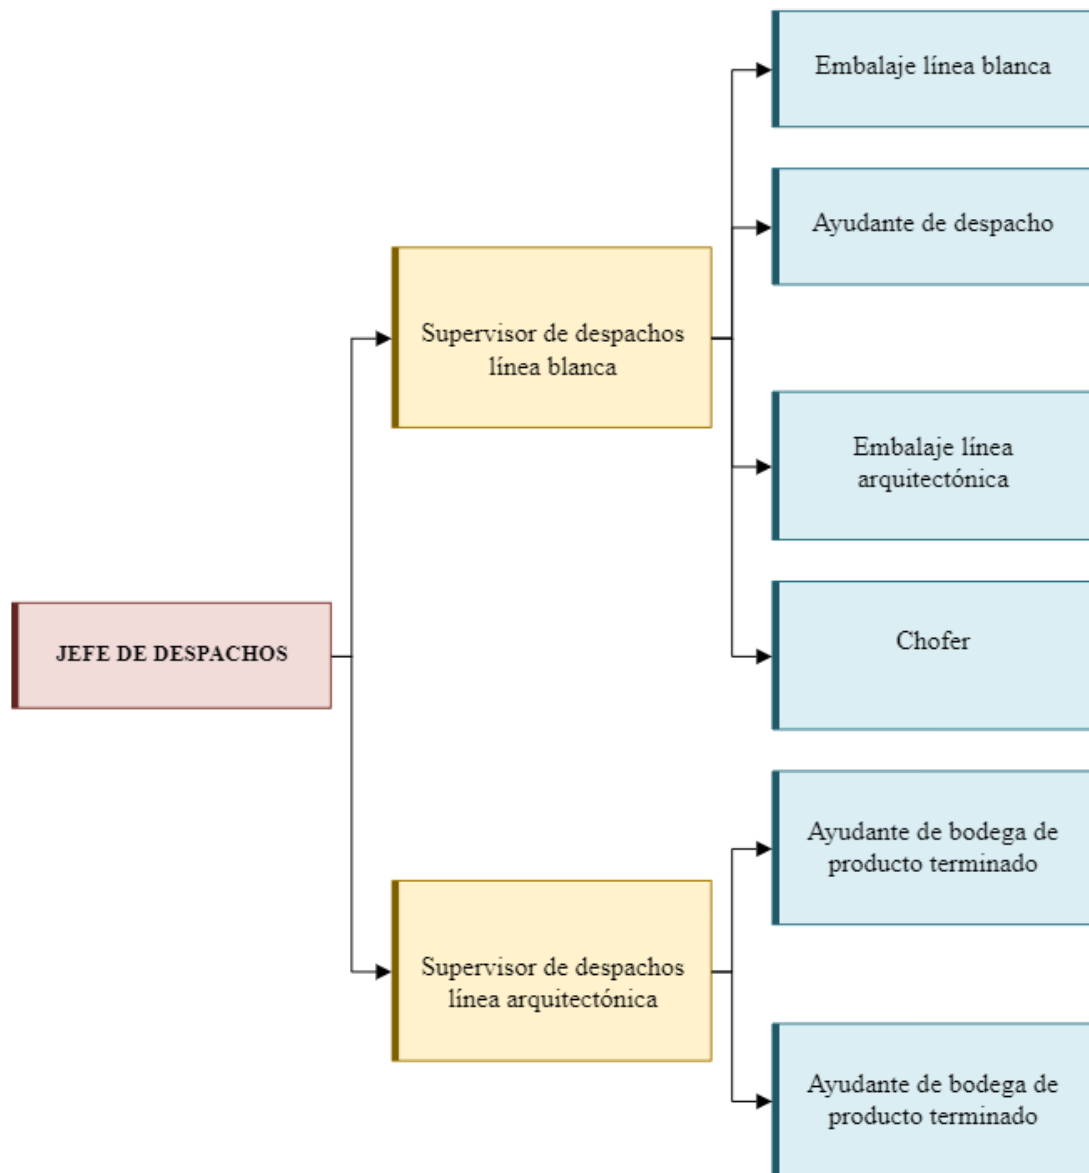 Embalaje línea blanca
Ayudante de despacho
Supervisor de despachos
línea blanca
Embalaje línea
arquitectónica
JEFE DE DESPACHOS
Chofer
Ayudante de bodega de
producto terminado
Supervisor de despachos
línea arquitectónica
Ayudante de bodega de
producto terminado